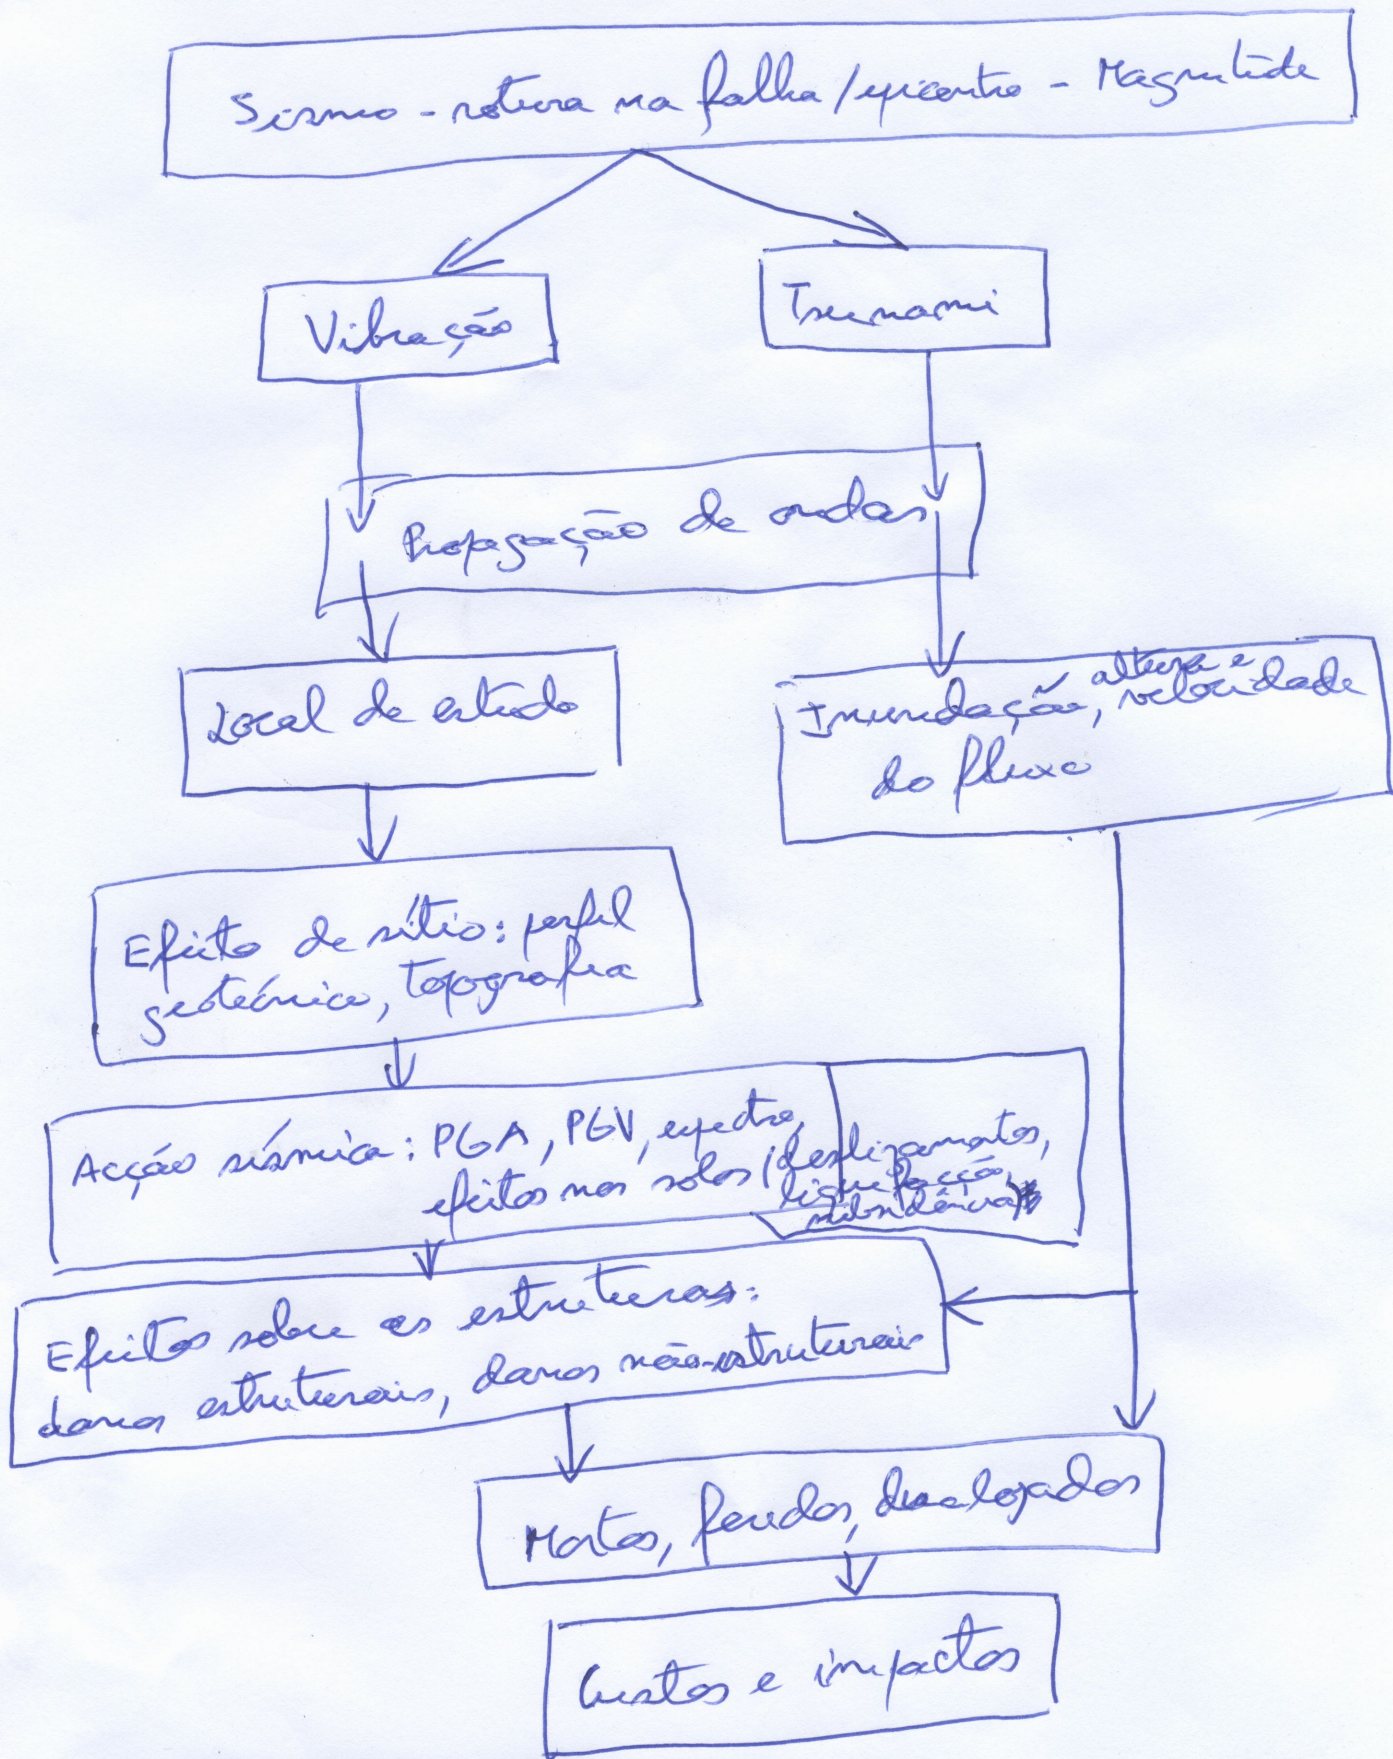 Sismo - rotura na falha / epicentro - Magnitude
Vibração
Tsunami
Propagação de ondas
Local de estudo
Inundação, altura e
velocidade
do fluxo
Efeito de sítio: perfil
geotécnico, topografia
Acção sísmica: PGA, PGV, espectro,
efeitos nos solos (deslizamentos,
liquefacção,
subsidência)
Efeitos sobre as estruturas:
danos estruturais, danos não-estruturais
Mortos, feridos, desalojados
Custos e impactos